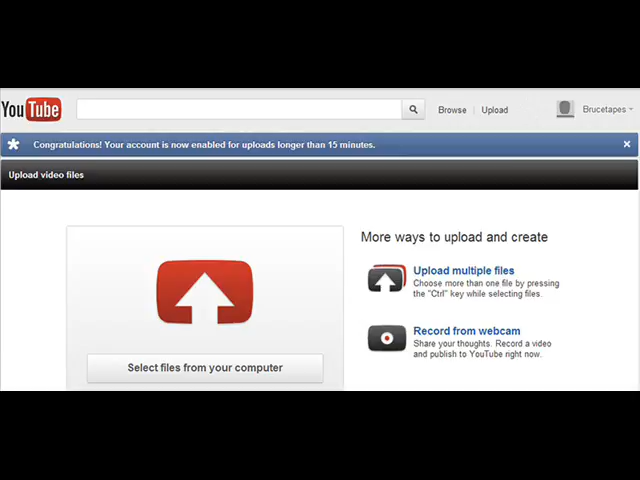 YouTube
Browse | Upload
Brucetapes
Congratulations! Your account is now enabled for uploads longer than 15 minutes.
Upload video files
More ways to upload and create
Upload multiple files
Choose more than one file by pressing
the "Ctrl" key while selecting files.
Record from webcam
Share your thoughts. Record a video
and publish to YouTube right now.
Select files from your computer